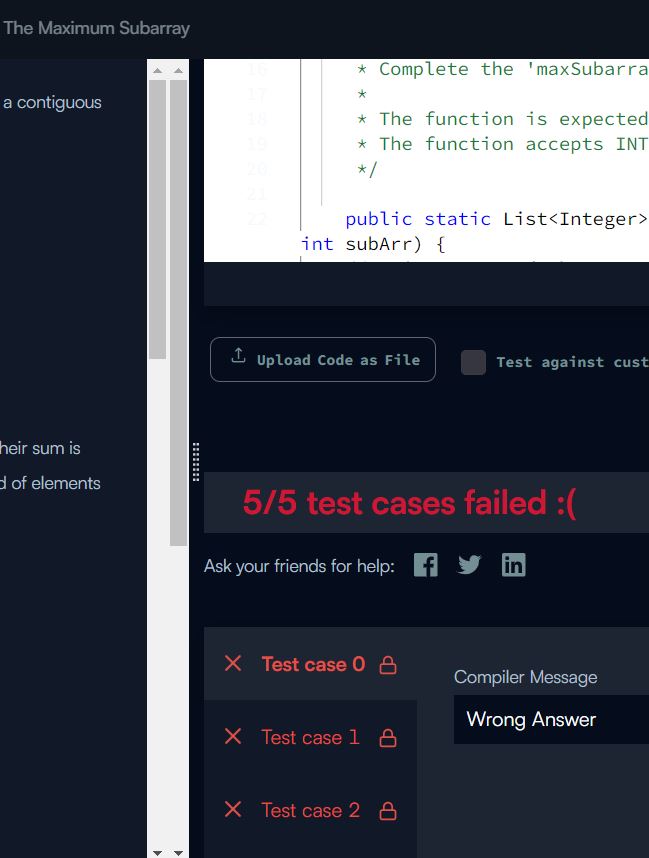 The Maximum Subarray
a contiguous
heir sum is
d of elements
16 * Complete the 'maxSubarra
17 *
18 * The function is expected
19 * The function accepts INT
20 */
21
22 public static List<Integer>
int subArr) {
Upload Code as File
Test against cust
5/5 test cases failed :(
Ask your friends for help:
Test case 0
Compiler Message
Wrong Answer
Test case 1
Test case 2